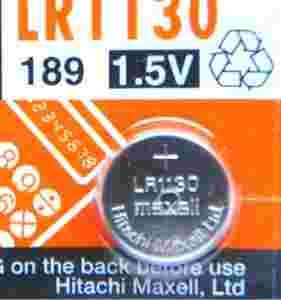 LR1130
189 1.5V
+
LR1130
maxell
Hitachi Maxell, Ltd
G on the back before use
Hitachi Maxell, Ltd